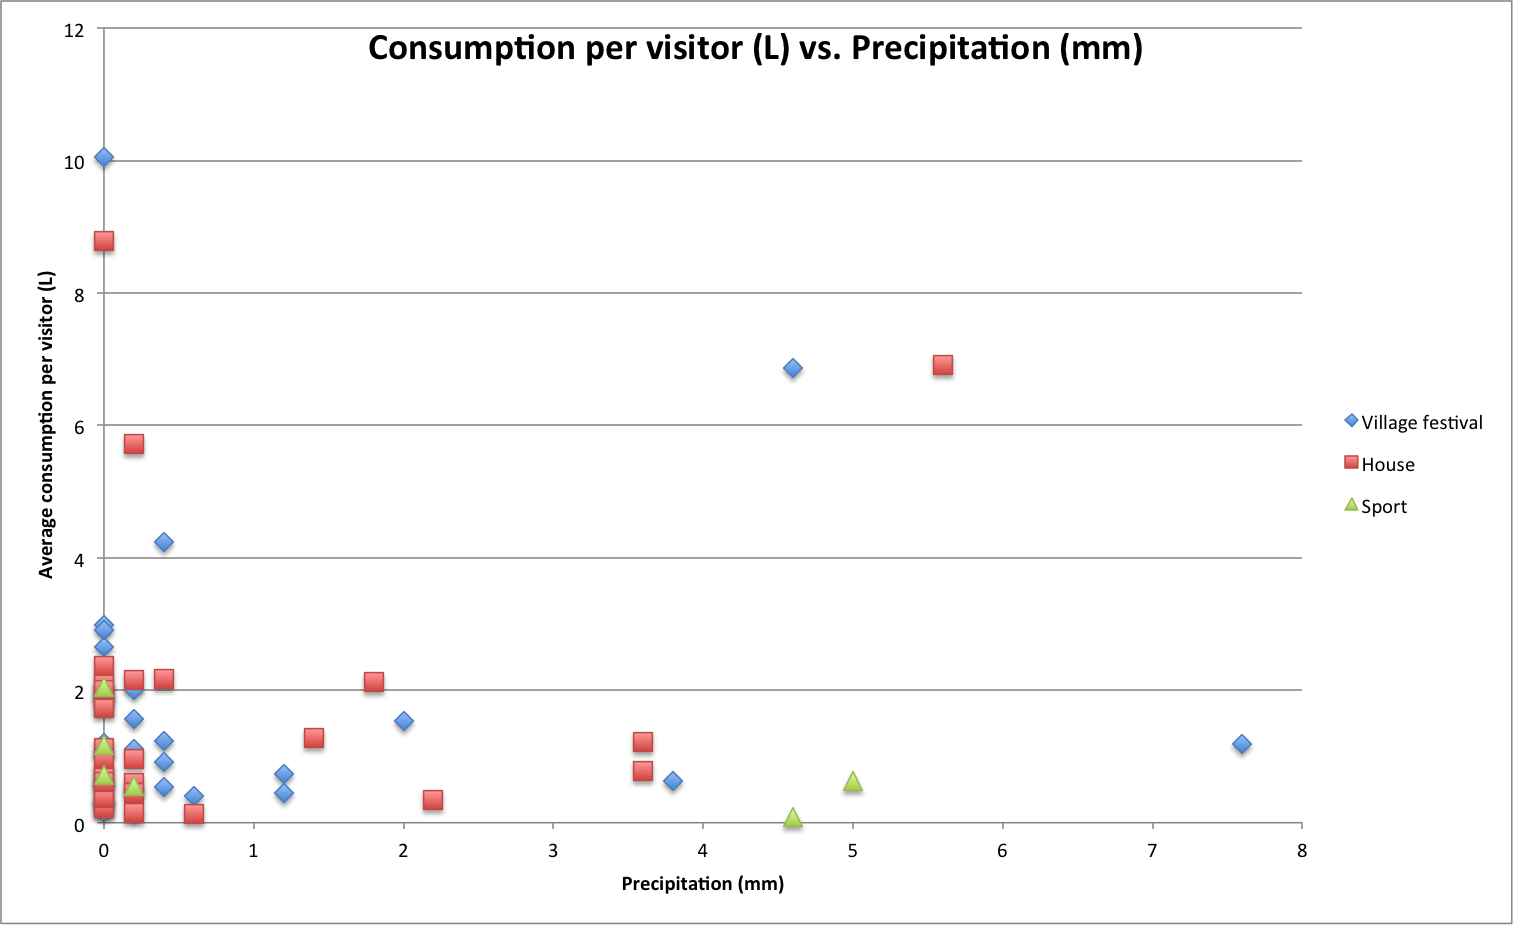 Consumption per visitor (L) vs. Precipitation (mm)
12
10
8
6
4
2
0
Average consumption per visitor (L)
0 1 2 3 4 5 6 7 8
Precipitation (mm)
Village festival
House
Sport